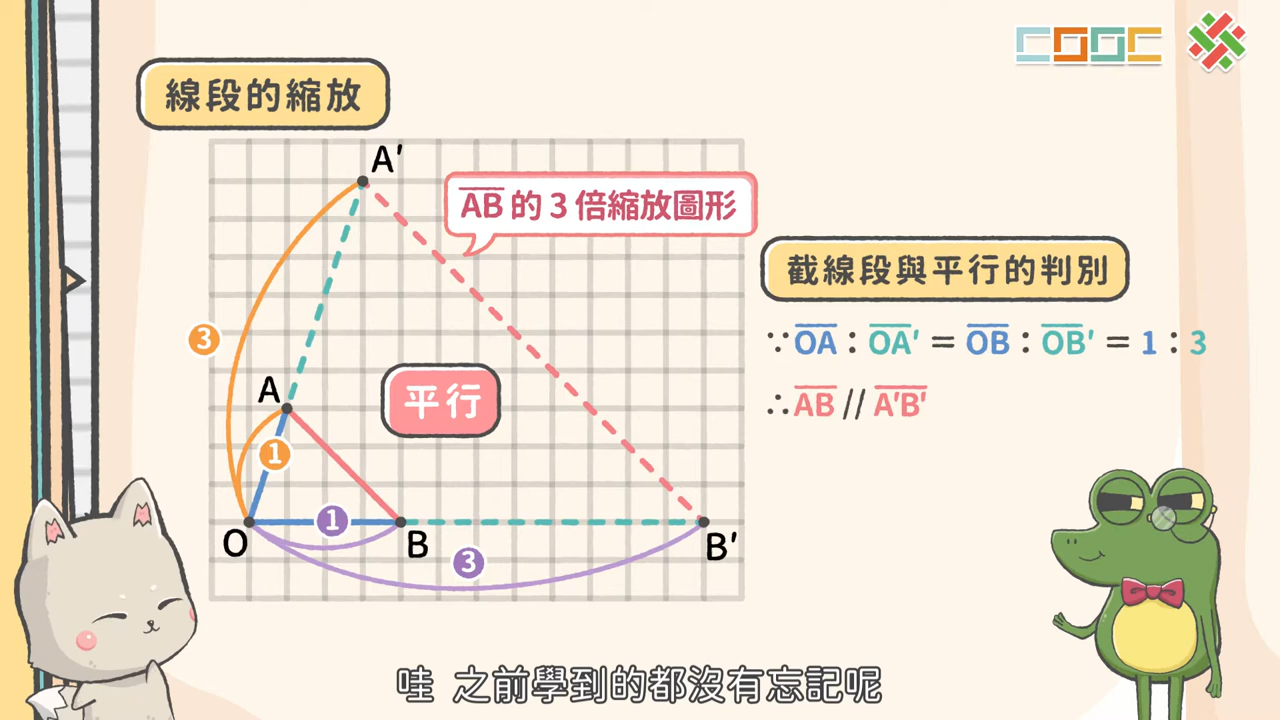 COOC
線段的縮放
A′
AB 的 3 倍縮放圖形
截線段與平行的判別
3
∵ OA : OA′ = OB : OB′ = 1 : 3
A
平行
∴ AB // A′B′
1
1
O
B
B′
3
哇 之前學到的都沒有忘記呢